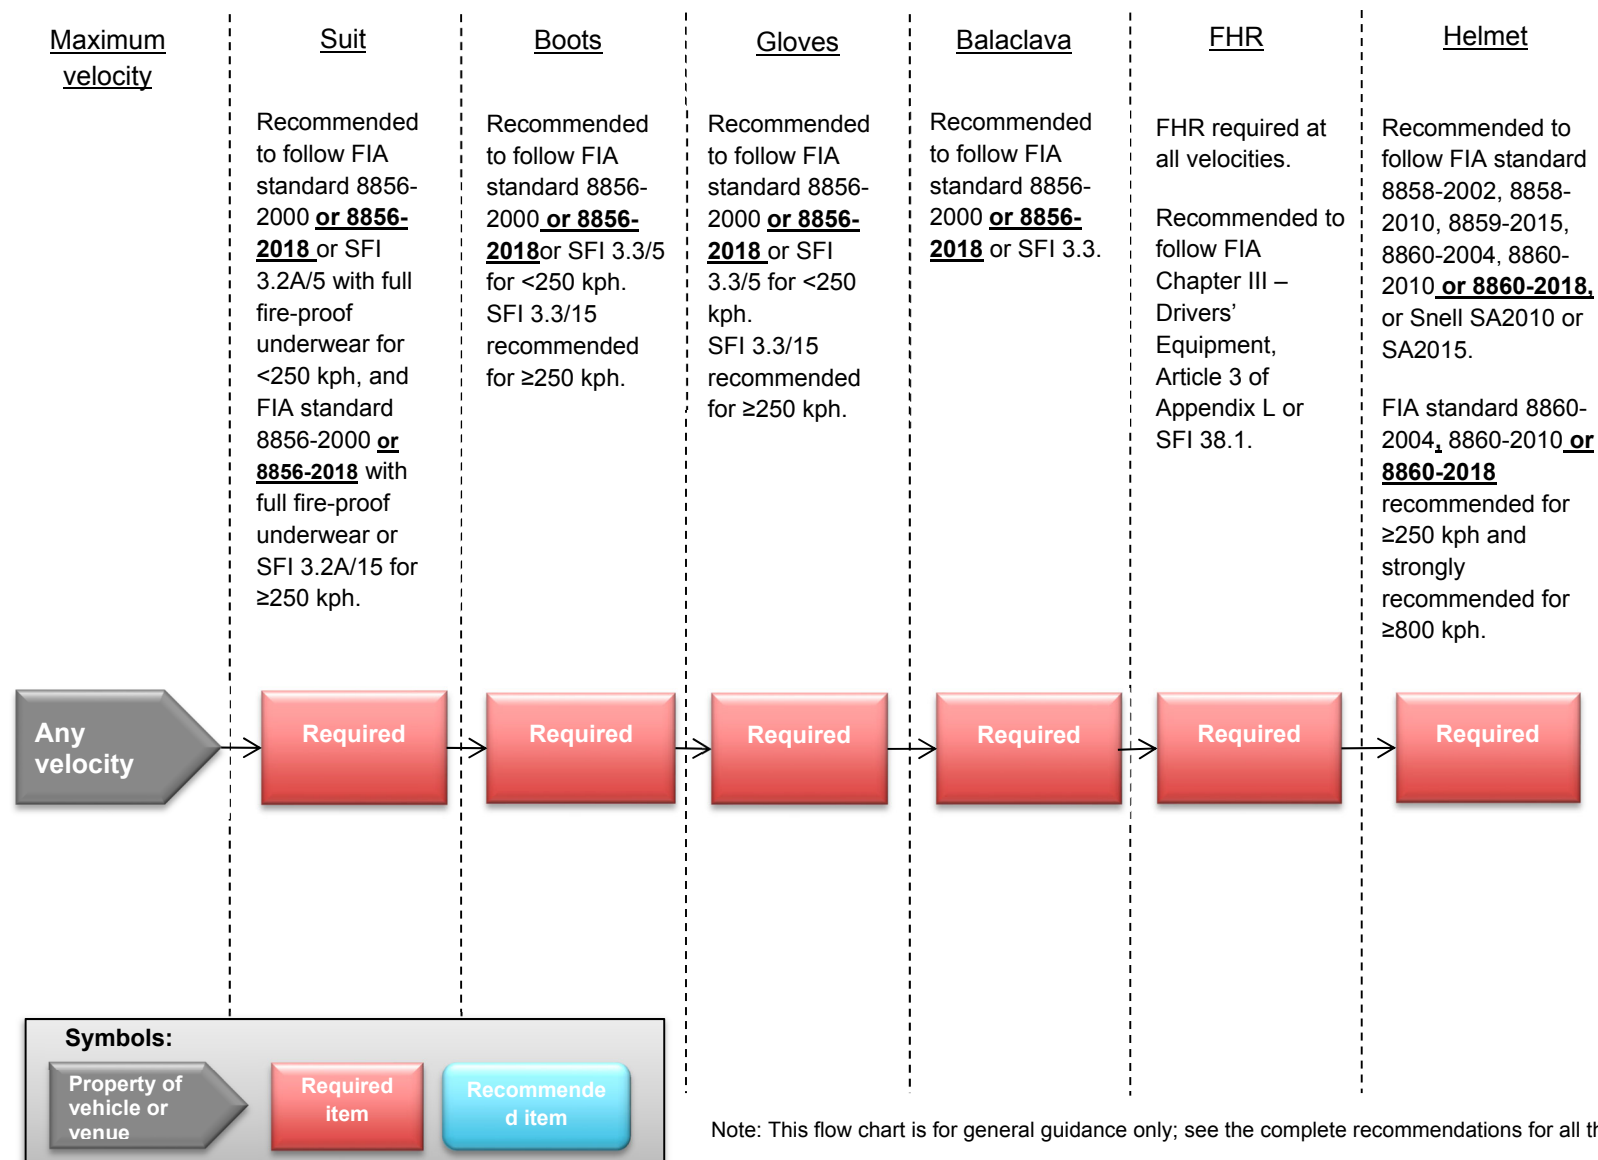 Maximum
velocity
Suit
Recommended
to follow FIA
standard 8856-
2000 or 8856-
2018 or SFI
3.2A/5 with full
fire-proof
underwear for
<250 kph, and
FIA standard
8856-2000 or
8856-2018 with
full fire-proof
underwear or
SFI 3.2A/15 for
≥250 kph.
Boots
Recommended
to follow FIA
standard 8856-
2000 or 8856-
2018or SFI 3.3/5
for <250 kph.
SFI 3.3/15
recommended
for ≥250 kph.
Gloves
Recommended
to follow FIA
standard 8856-
2000 or 8856-
2018 or SFI
3.3/5 for <250
kph.
SFI 3.3/15
recommended
for ≥250 kph.
Balaclava
Recommended
to follow FIA
standard 8856-
2000 or 8856-
2018 or SFI 3.3.
FHR
FHR required at
all velocities.
Recommended to
follow FIA
Chapter III –
Drivers’
Equipment,
Article 3 of
Appendix L or
SFI 38.1.
Helmet
Recommended to
follow FIA standard
8858-2002, 8858-
2010, 8859-2015,
8860-2004, 8860-
2010 or 8860-2018,
or Snell SA2010 or
SA2015.
FIA standard 8860-
2004, 8860-2010 or
8860-2018
recommended for
≥250 kph and
strongly
recommended for
≥800 kph.
Any
velocity
Required
Required
Required
Required
Required
Required
Symbols:
Property of
vehicle or
venue
Required
item
Recommende
d item
Note: This flow chart is for general guidance only; see the complete recommendations for all